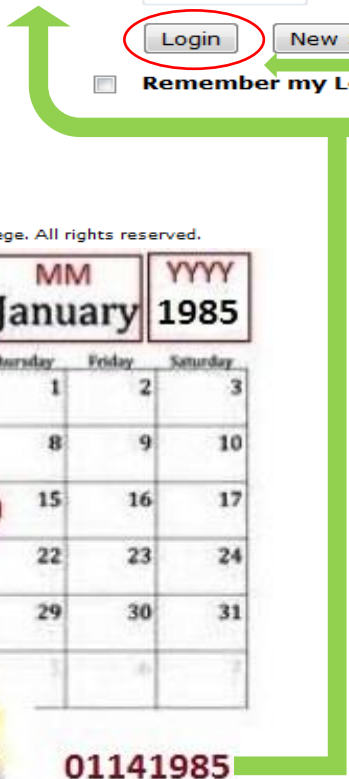 Login New
Remember my L
ege. All rights reserved.
MM YYYY
January 1985
Friday Saturday
1 2 3
8 9 10
15 16 17
22 23 24
29 30 31
01141985